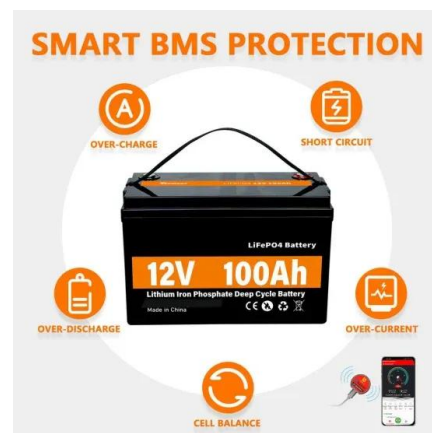 SMART BMS PROTECTION
OVER-CHARGE
SHORT CIRCUIT
LiFePO4 Battery
12V 100Ah
Lithium Iron Phosphate Deep Cycle Battery
Made in China
CE
OVER-DISCHARGE
OVER-CURRENT
CELL BALANCE